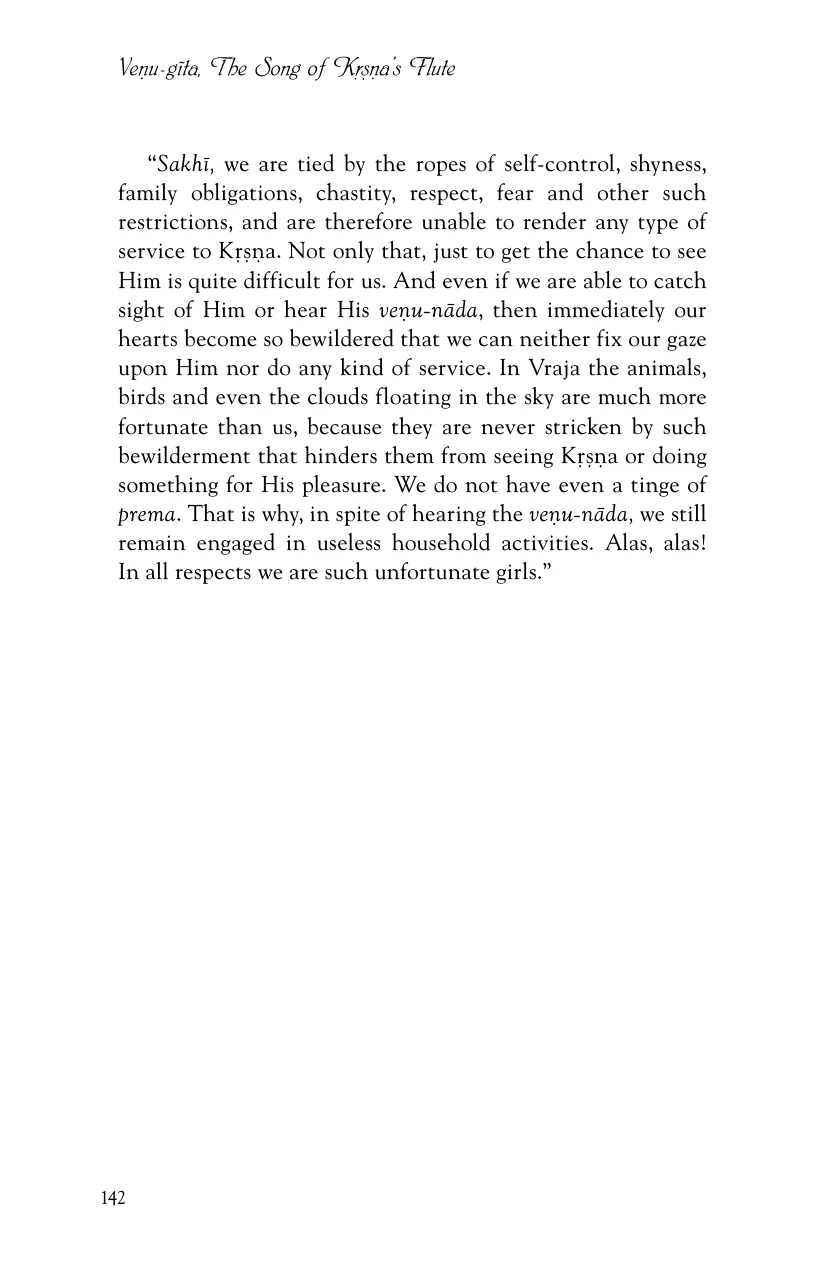 Veṇu-gīta, The Song of Kṛṣṇa's Flute
“Sakhī, we are tied by the ropes of self-control, shyness,
family obligations, chastity, respect, fear and other such
restrictions, and are therefore unable to render any type of
service to Kṛṣṇa. Not only that, just to get the chance to see
Him is quite difficult for us. And even if we are able to catch
sight of Him or hear His veṇu-nāda, then immediately our
hearts become so bewildered that we can neither fix our gaze
upon Him nor do any kind of service. In Vraja the animals,
birds and even the clouds floating in the sky are much more
fortunate than us, because they are never stricken by such
bewilderment that hinders them from seeing Kṛṣṇa or doing
something for His pleasure. We do not have even a tinge of
prema. That is why, in spite of hearing the veṇu-nāda, we still
remain engaged in useless household activities. Alas, alas!
In all respects we are such unfortunate girls.”
142